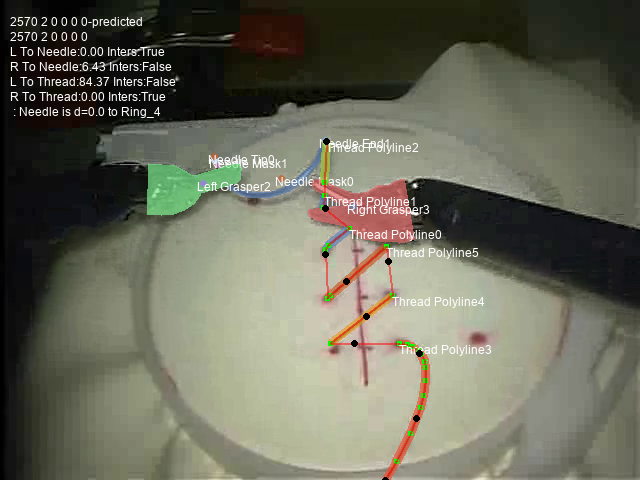 2570 2 0 0 0 0-predicted
2570 2 0 0 0 0
L To Needle:0.00 Inters:True
R To Needle:6.43 Inters:False
L To Thread:84.37 Inters:False
R To Thread:0.00 Inters:True
: Needle is d=0.0 to Ring_4
Needle End1
Thread Polyline2
Needle Tip0
Needle Mask1
Needle Mask0
Left Grasper2
Thread Polyline1
Right Grasper3
Thread Polyline0
Thread Polyline5
Thread Polyline4
Thread Polyline3